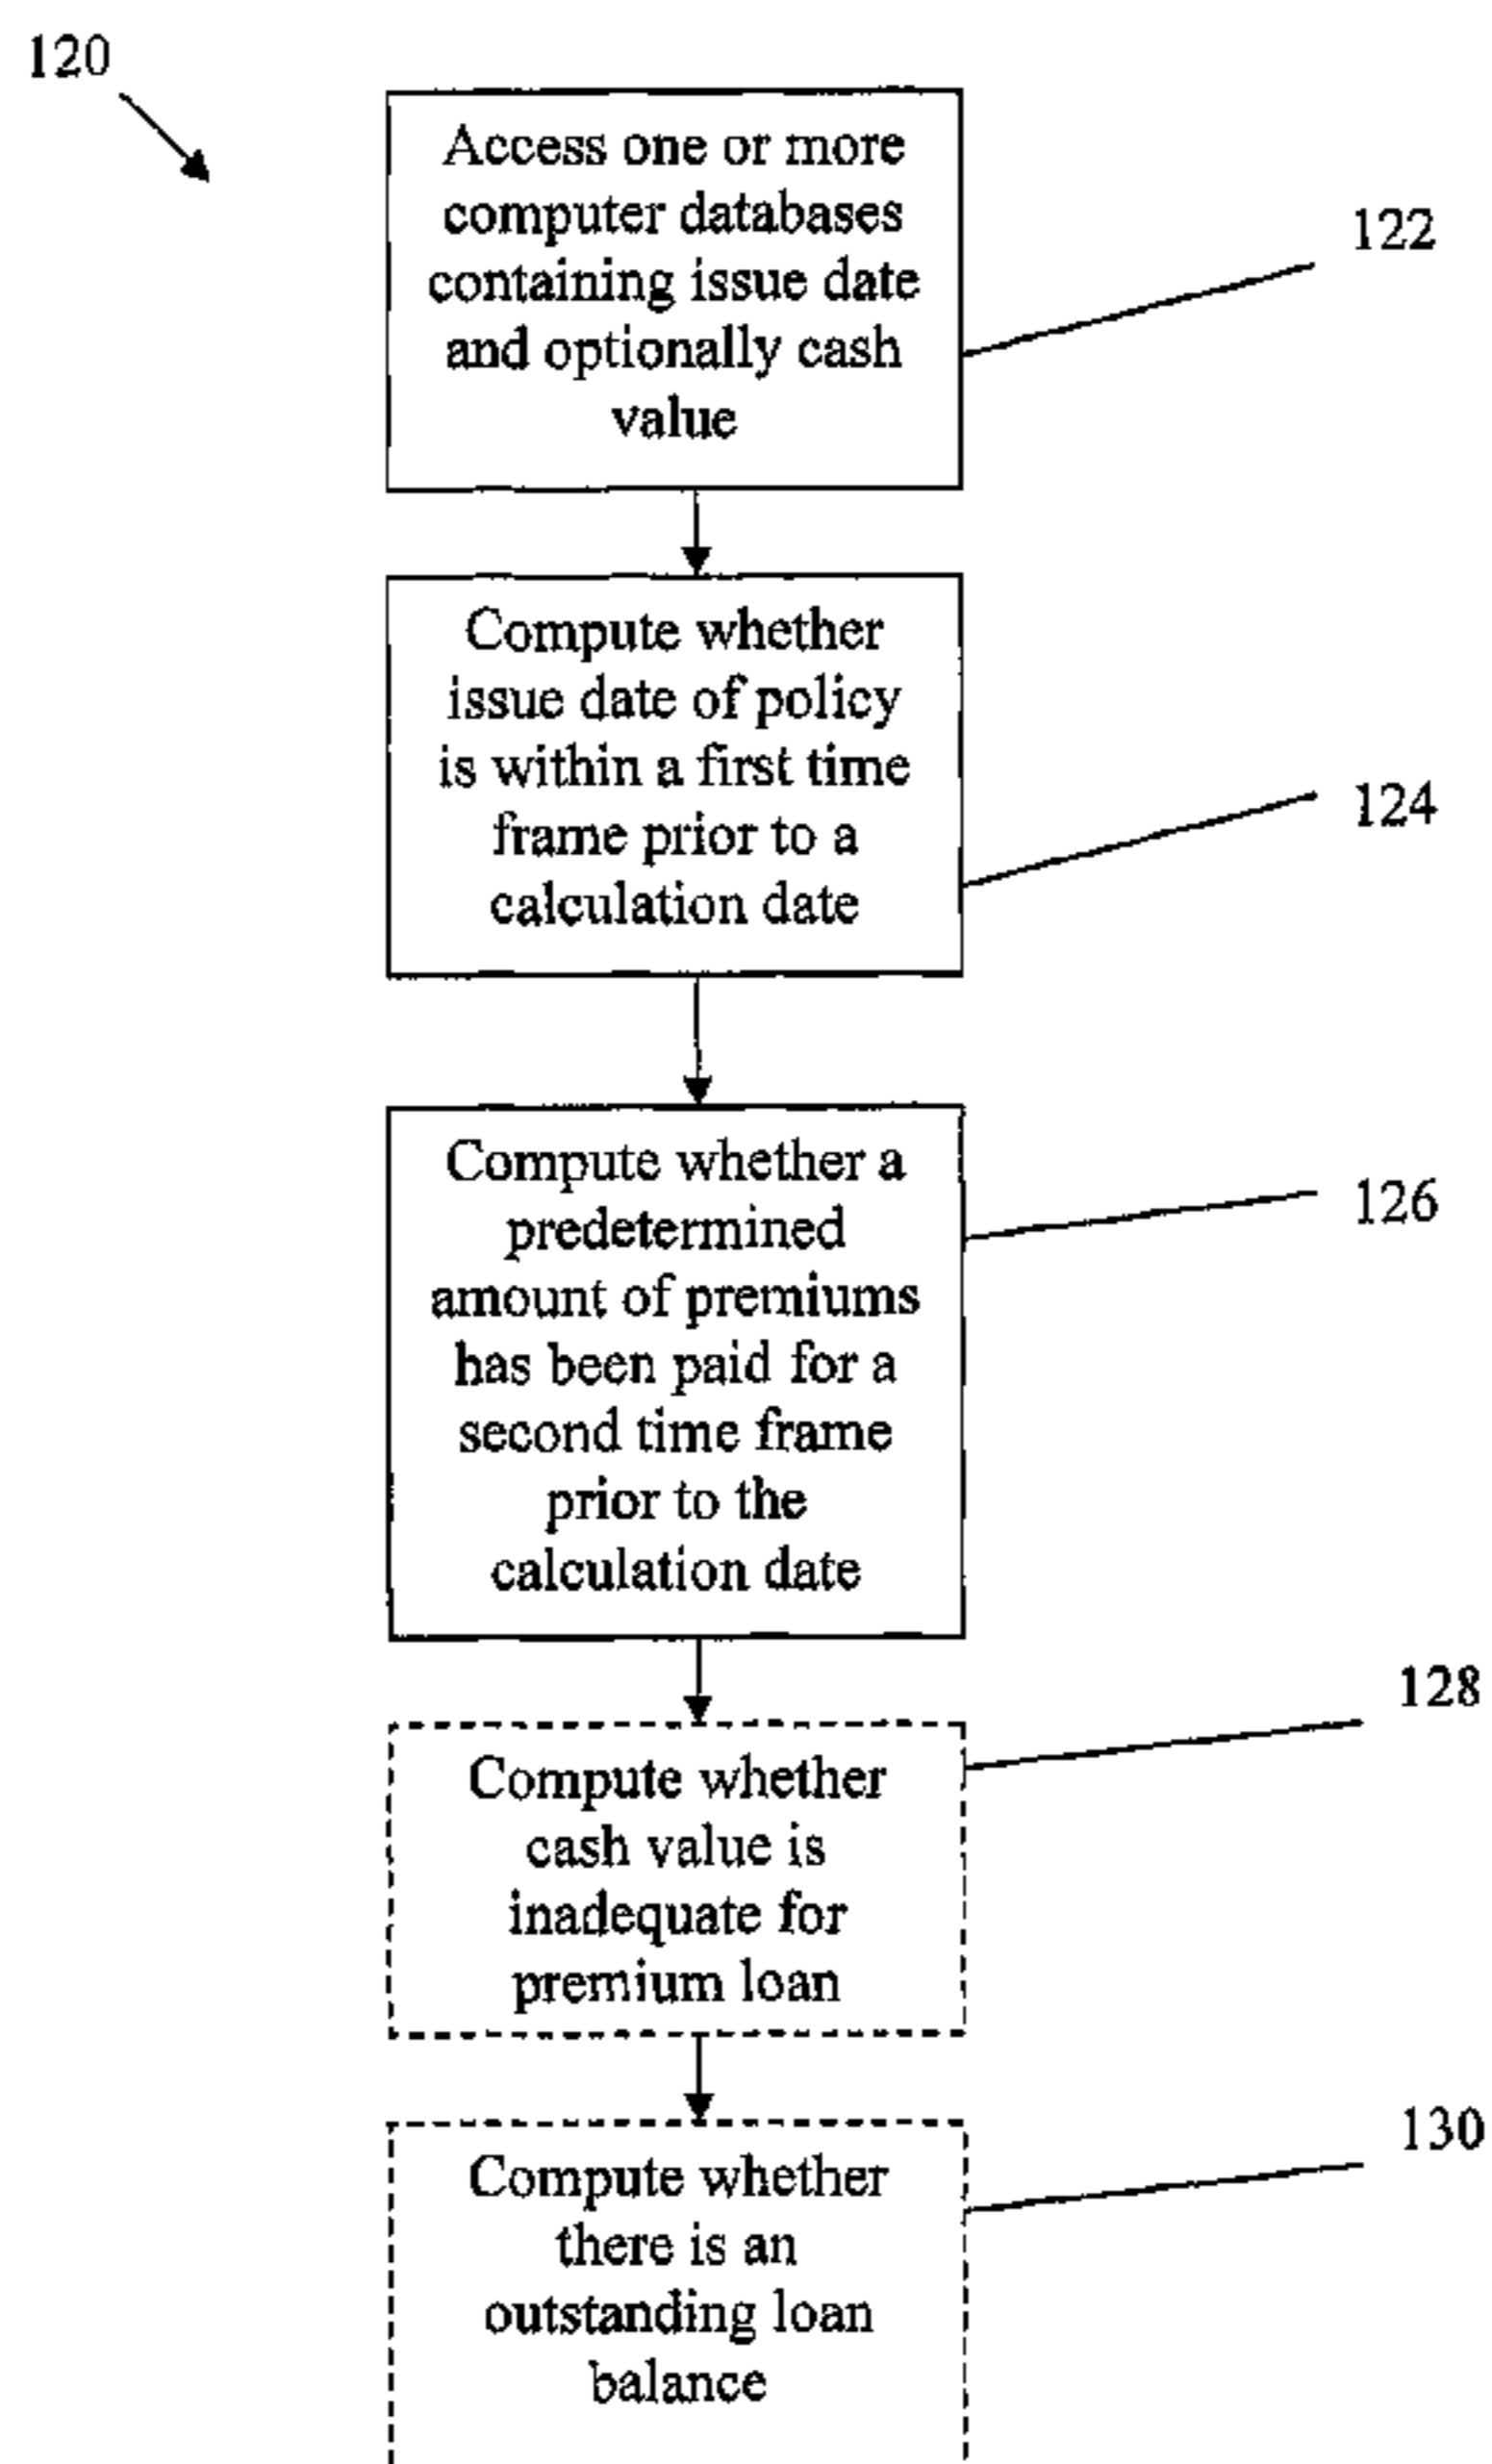 120
Access one or more
computer databases
containing issue date
and optionally cash
value
122
Compute whether
issue date of policy
is within a first time
frame prior to a
calculation date
124
Compute whether a
predetermined
amount of premiums
has been paid for a
second time frame
prior to the
calculation date
126
Compute whether
cash value is
inadequate for
premium loan
128
Compute whether
there is an
outstanding loan
balance
130